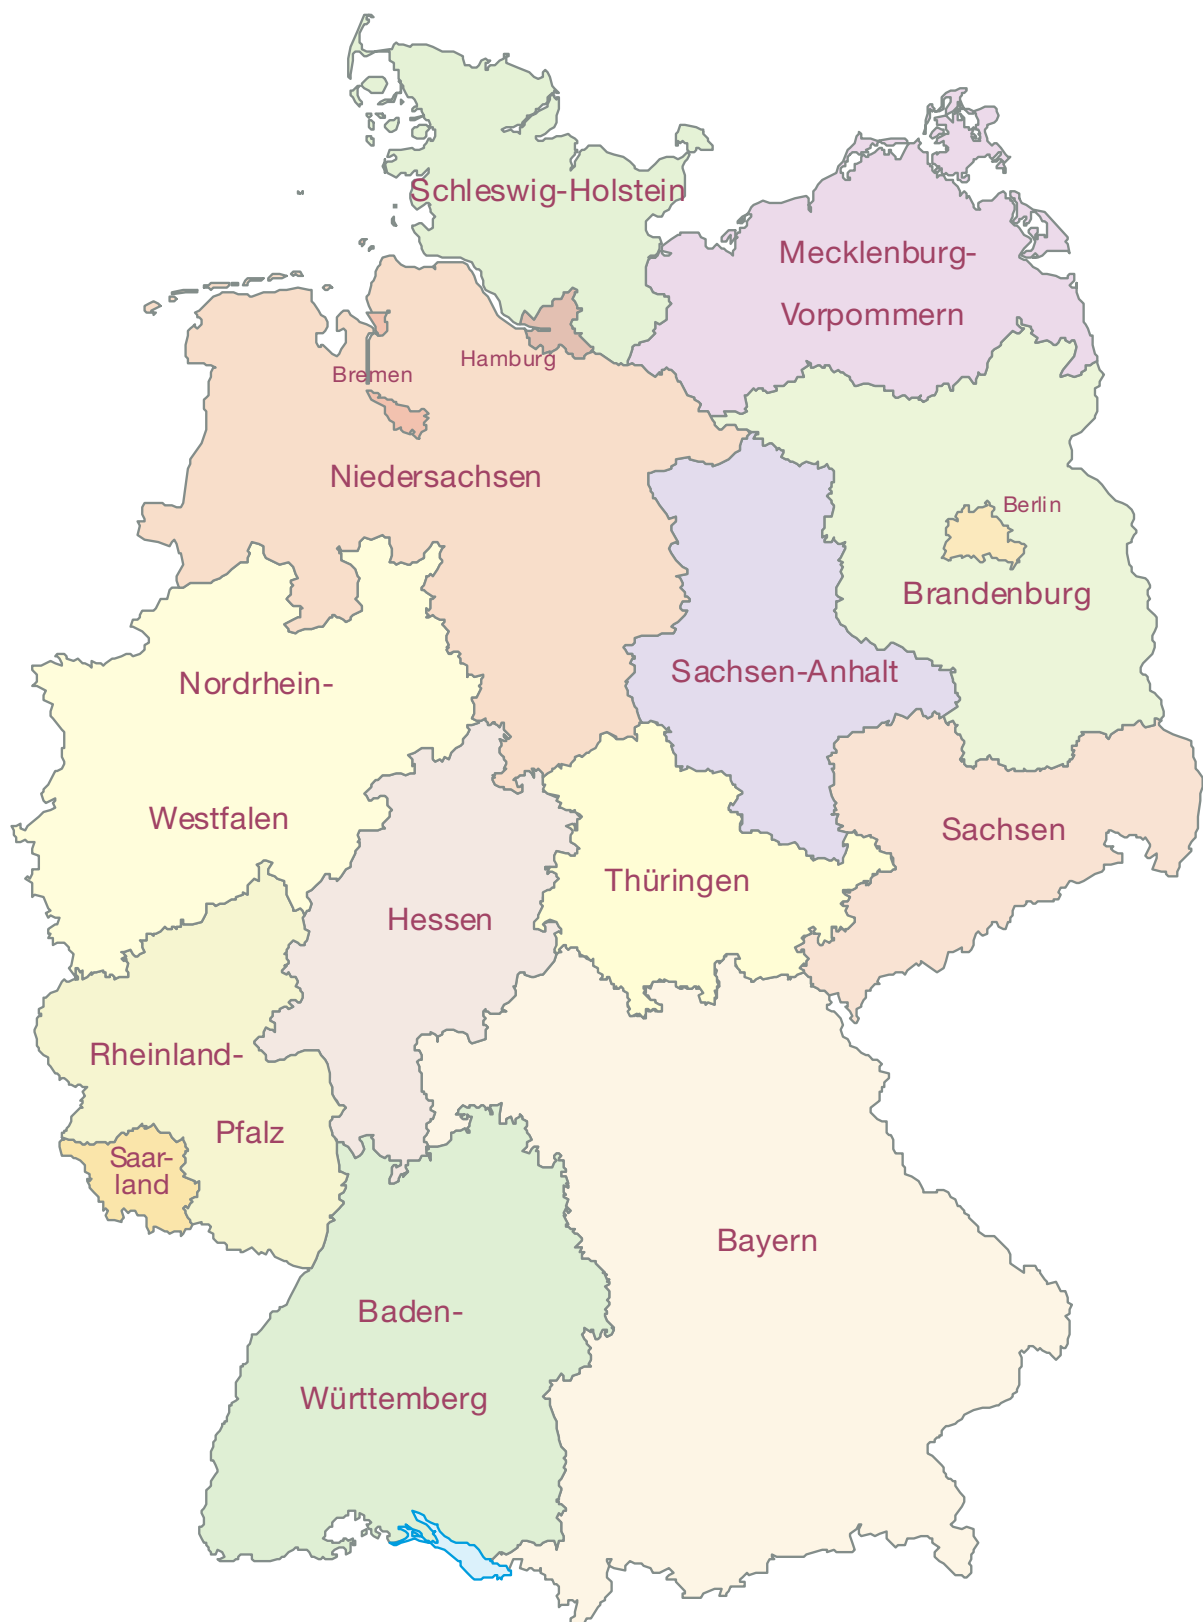 Schleswig-Holstein
Mecklenburg-
Vorpommern
Hamburg
Bremen
Niedersachsen
Berlin
Brandenburg
Sachsen-Anhalt
Nordrhein-
Westfalen
Sachsen
Thüringen
Hessen
Rheinland-
Pfalz
Saar-
land
Bayern
Baden-
Württemberg